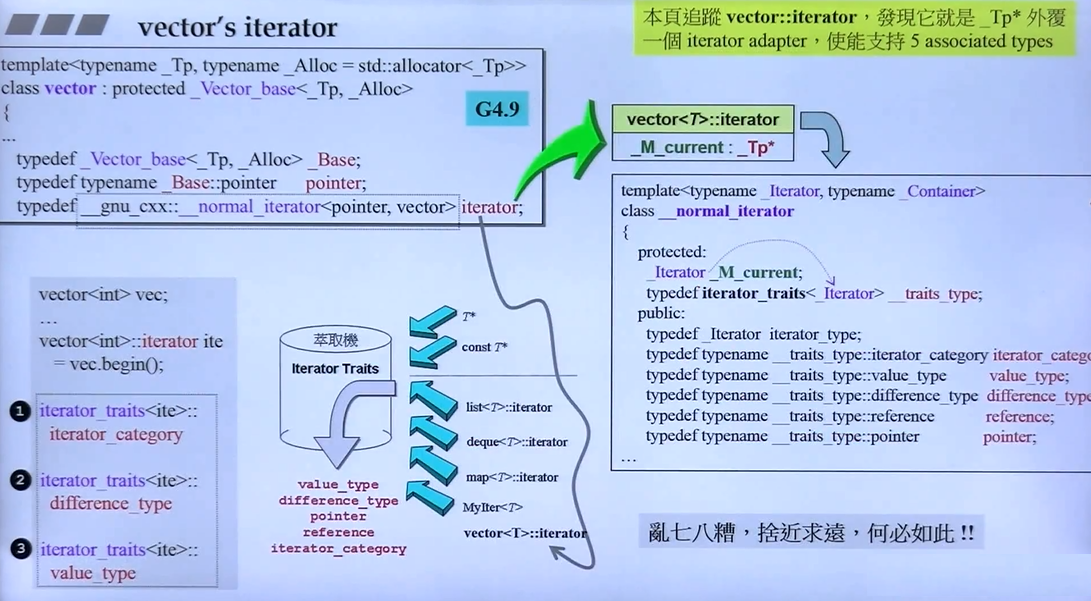 vector's iterator
本頁追蹤 vector::iterator，發現它就是 _Tp* 外覆
一個 iterator adapter，使能支持 5 associated types
template<typename _Tp, typename _Alloc = std::allocator<_Tp>>
class vector : protected _Vector_base<_Tp, _Alloc>
{
...
typedef _Vector_base<_Tp, _Alloc> _Base;
typedef typename _Base::pointer pointer;
typedef __gnu_cxx::__normal_iterator<pointer, vector> iterator;
G4.9
vector<T>::iterator
_M_current : _Tp*
template<typename _Iterator, typename _Container>
class __normal_iterator
{
protected:
_Iterator _M_current;
typedef iterator_traits<_Iterator> __traits_type;
public:
typedef _Iterator iterator_type;
typedef typename __traits_type::iterator_category iterator_catego
typedef typename __traits_type::value_type value_type;
typedef typename __traits_type::difference_type difference_type
typedef typename __traits_type::reference reference;
typedef typename __traits_type::pointer pointer;
...
vector<int> vec;
...
vector<int>::iterator ite
= vec.begin();
1 iterator_traits<ite>::
iterator_category
2 iterator_traits<ite>::
difference_type
3 iterator_traits<ite>::
value_type
萃取機
Iterator Traits
T*
const T*
list<T>::iterator
deque<T>::iterator
map<T>::iterator
MyIter<T>
vector<T>::iterator
value_type
difference_type
pointer
reference
iterator_category
亂七八糟，捨近求遠，何必如此 !!